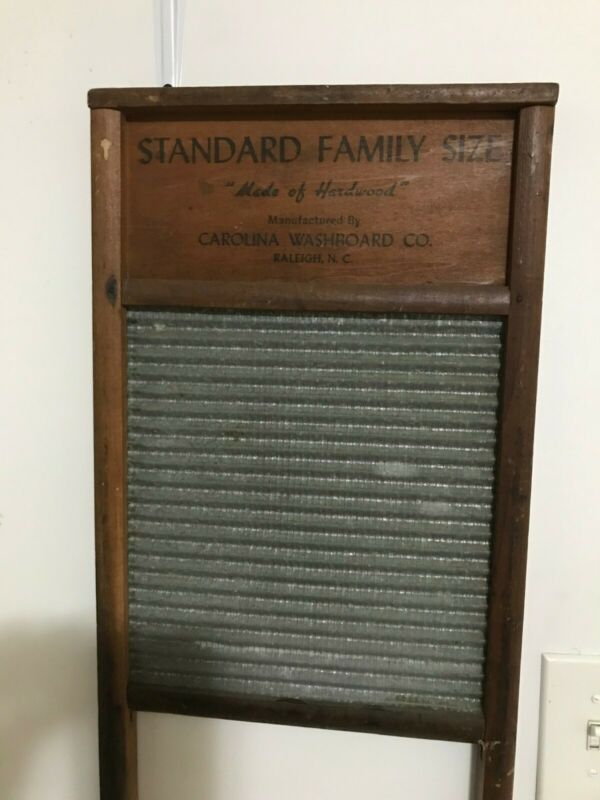 STANDARD FAMILY SIZE
"Made of Hardwood"
Manufactured By
CAROLINA WASHBOARD CO.
RALEIGH, N. C.